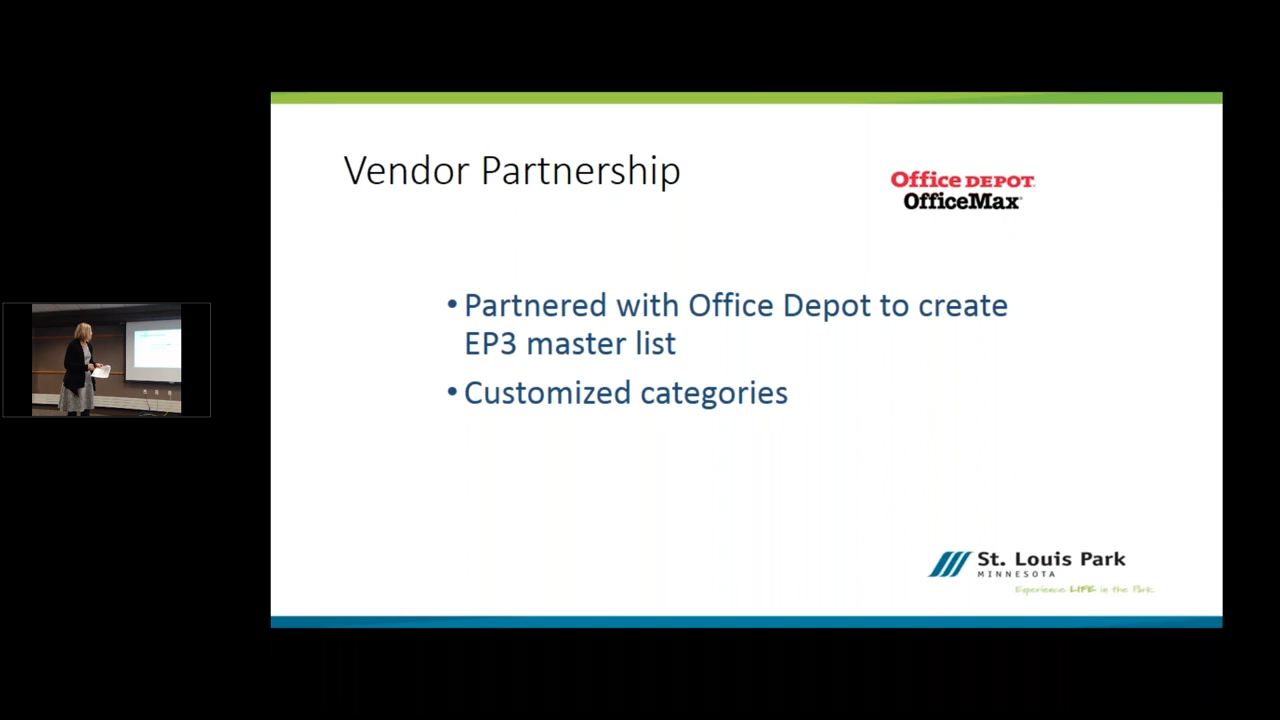 Vendor Partnership
Office DEPOT
OfficeMax
• Partnered with Office Depot to create
EP3 master list
• Customized categories
St. Louis Park
MINNESOTA
Experience LIFE in the Park.